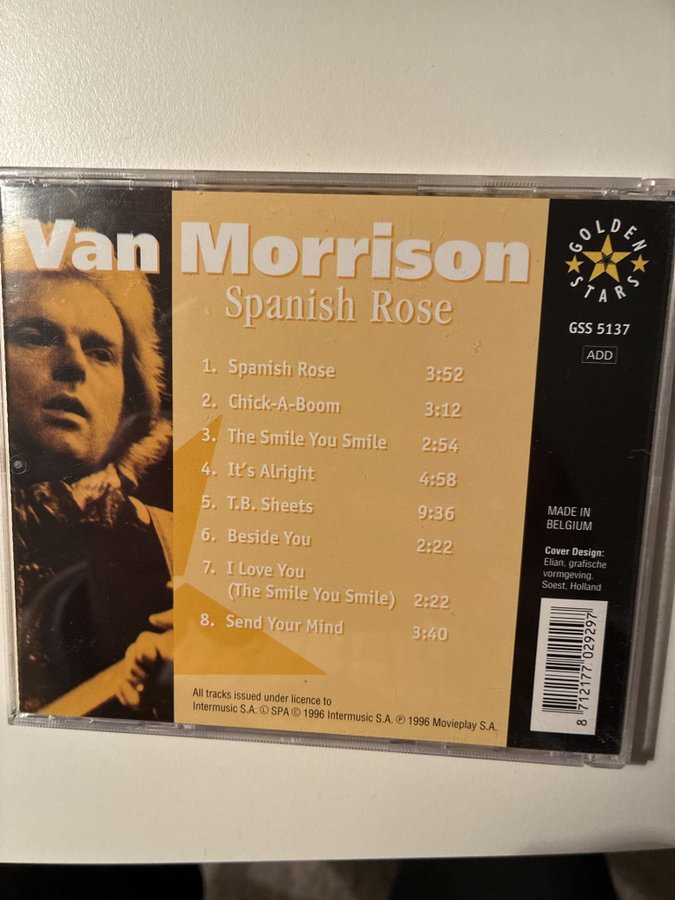 Van Morrison
Spanish Rose
1. Spanish Rose 3:52
2. Chick-A-Boom 3:12
3. The Smile You Smile 2:54
4. It's Alright 4:58
5. T.B. Sheets 9:36
6. Beside You 2:22
7. I Love You
(The Smile You Smile) 2:22
8. Send Your Mind 3:40
All tracks issued under licence to
Intermusic S.A. Ⓛ SPA © 1996 Intermusic S.A. ℗ 1996 Movieplay S.A.
GOLDEN
STARS
GSS 5137
ADD
MADE IN
BELGIUM
Cover Design:
Elian, grafische
vormgeving.
Soest, Holland
8 712177 029297